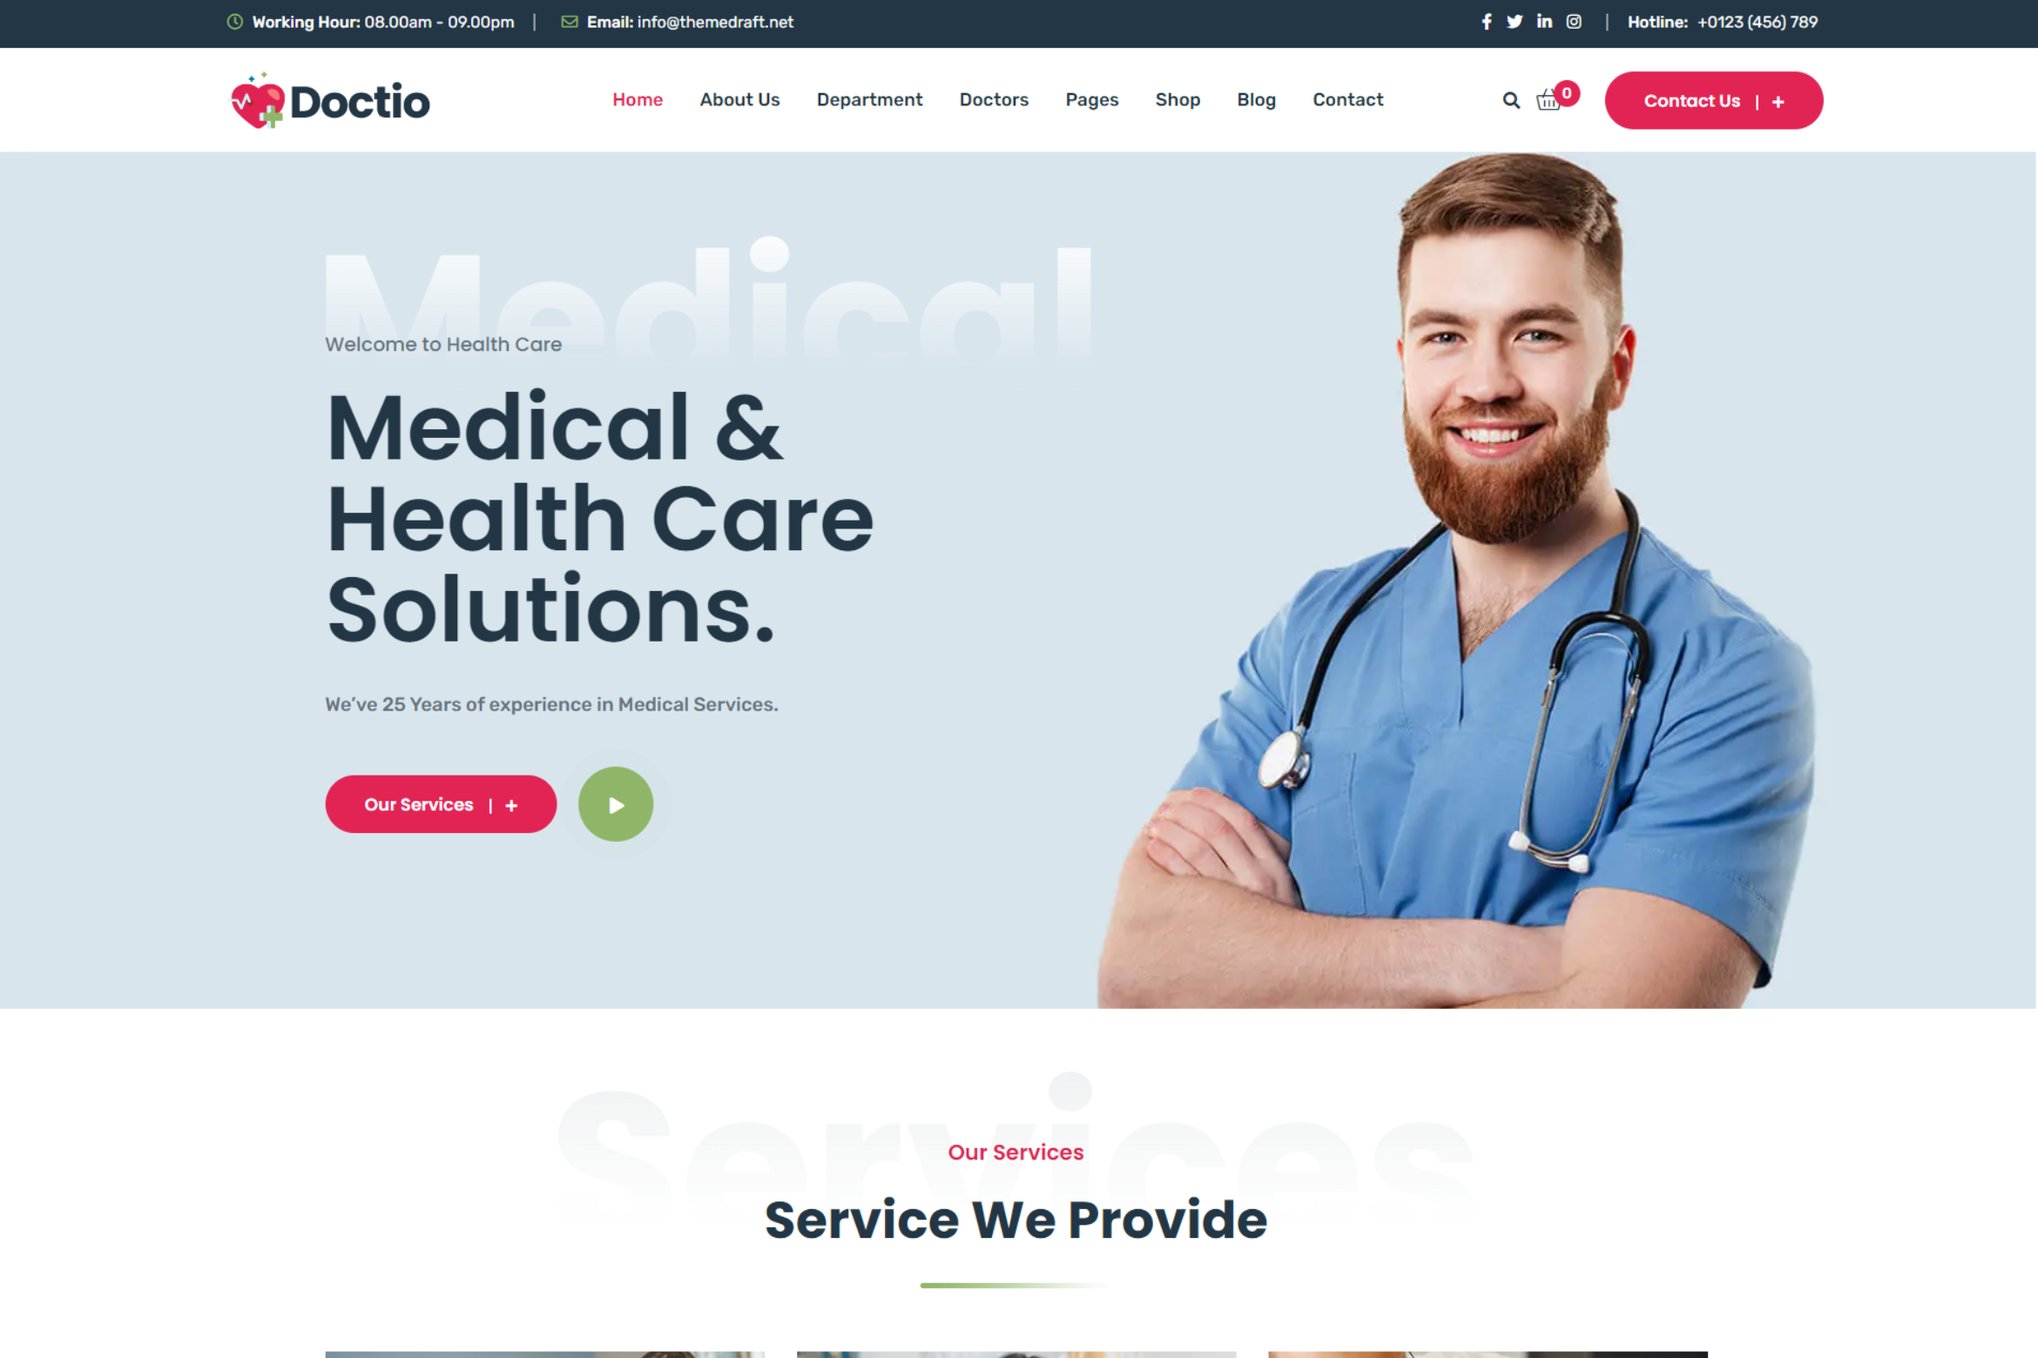 Working Hour: 08.00am - 09.00pm
Email: info@themedraft.net
Hotline: +0123 (456) 789
Doctio
Home
About Us
Department
Doctors
Pages
Shop
Blog
Contact
0
Contact Us | +
Medical
Welcome to Health Care
Medical &
Health Care
Solutions.
We’ve 25 Years of experience in Medical Services.
Our Services | +
Services
Our Services
Service We Provide